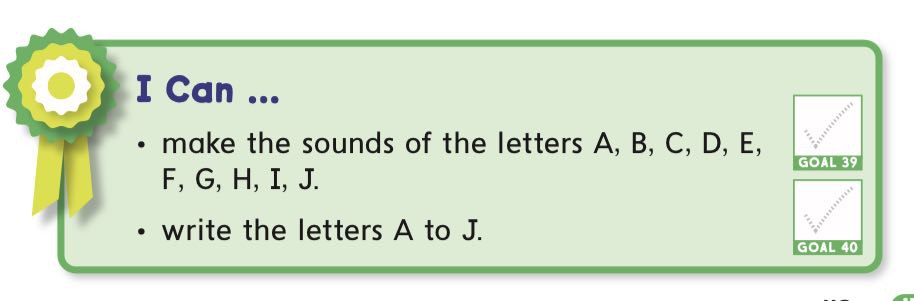 I Can ...
• make the sounds of the letters A, B, C, D, E,
F, G, H, I, J.
GOAL 39
• write the letters A to J.
GOAL 40